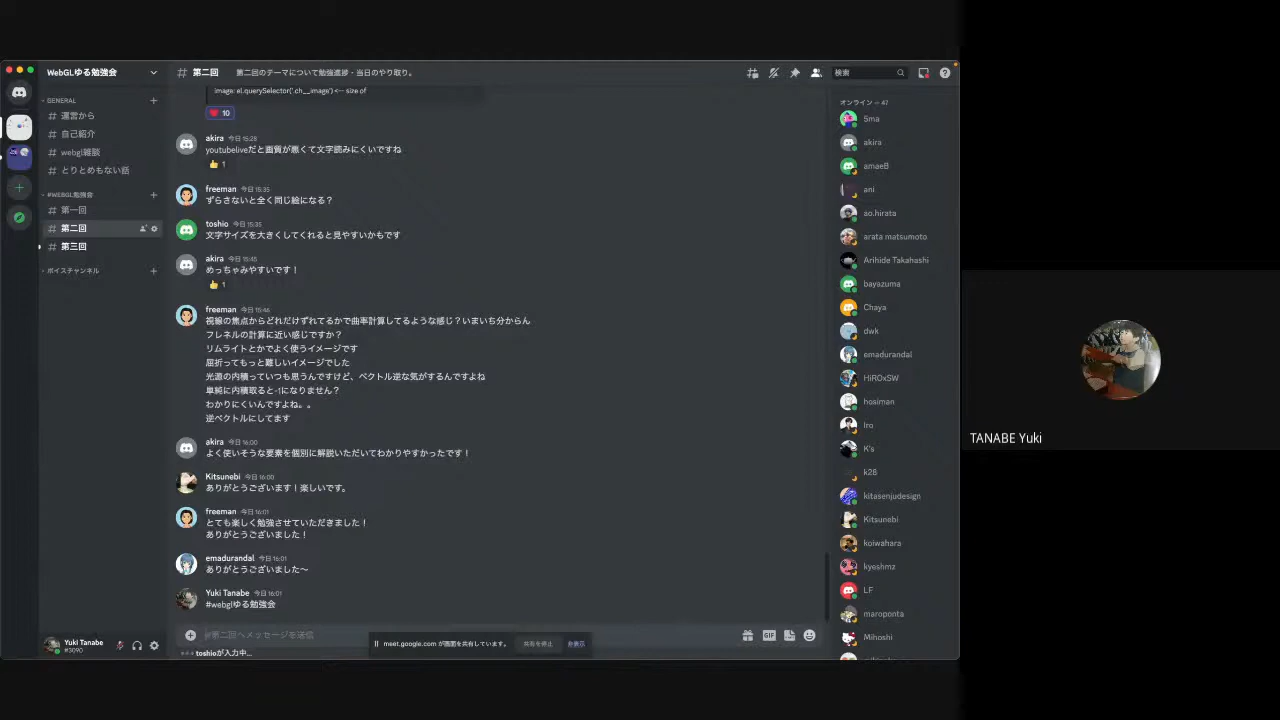 WebGLゆる勉強会
GENERAL
# 運営から
# 自己紹介
# webgl雑談
# とりとめもない話
#WEBGL勉強会
# 第一回
# 第二回
# 第三回
ボイスチャンネル
Yuki Tanabe
#3090
# 第二回 第二回のテーマについて勉強進捗・当日のやり取り。
検索
image: el.querySelector('.ch__image') <-- size of
10
akira 今日 15:28
youtubeliveだと画質が悪くて文字読みにくいですね
1
freeman 今日 15:35
ずらさないと全く同じ絵になる？
toshio 今日 15:35
文字サイズを大きくしてくれると見やすいかもです
akira 今日 15:45
めっちゃみやすいです！
1
freeman 今日 15:46
視線の焦点からどれだけずれてるかで曲率計算してるような感じ？いまいち分からん
フレネルの計算に近い感じですか？
リムライトとかでよく使うイメージです
屈折ってもっと難しいイメージでした
光源の内積っていつも思うんですけど、ベクトル逆な気がするんですよね
単純に内積取ると-1になりません？
わかりにくいんですよね。。
逆ベクトルにしてます
akira 今日 16:00
よく使いそうな要素を個別に解説いただいてわかりやすかったです！
Kitsunebi 今日 16:00
ありがとうございます！楽しいです。
freeman 今日 16:01
とても楽しく勉強させていただきました！
ありがとうございました！
emadurandal 今日 16:01
ありがとうございました〜
Yuki Tanabe 今日 16:01
#webglゆる勉強会
#第二回へメッセージを送信
GIF
meet.google.com が画面を共有しています。 共有を停止 非表示
toshioが入力中...
オンライン — 47
5ma
akira
amaeB
ani
ao.hirata
arata matsumoto
Arihide Takahashi
bayazuma
Chaya
dwk
emadurandal
HiROxSW
hosiman
Iro
K's
k28
kitasenjudesign
Kitsunebi
koiwahara
kyeshmz
LF
maroponta
Mihoshi
TANABE Yuki